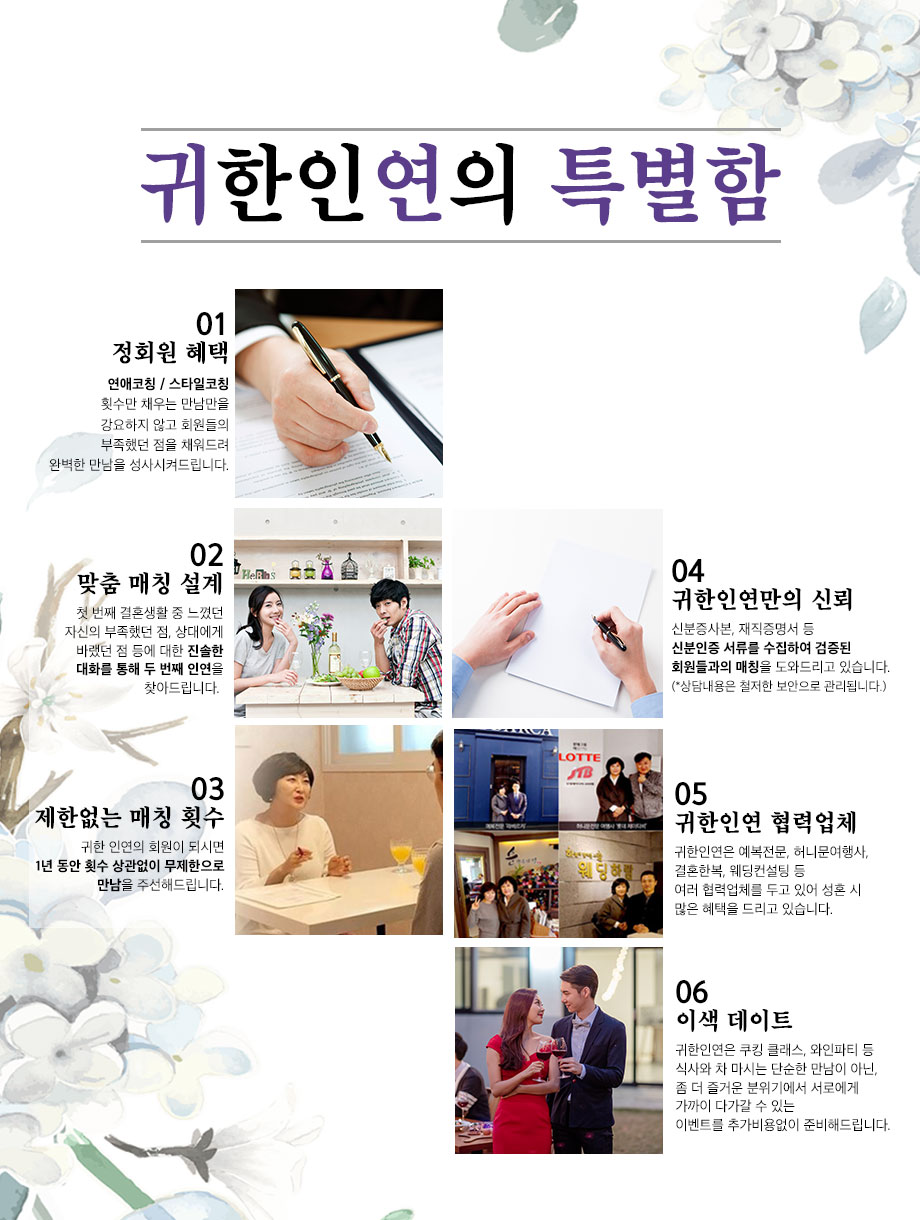 귀한인연의 특별함
01
정회원 혜택
연애코칭 / 스타일코칭
횟수만 채우는 만남만을
강요하지 않고 회원들의
부족했던 점을 채워드려
완벽한 만남을 성사시켜드립니다.
02
맞춤 매칭 설계
첫 번째 결혼생활 중 느꼈던
자신의 부족했던 점, 상대에게
바랬던 점 등에 대한 진솔한
대화를 통해 두 번째 인연을
찾아드립니다.
03
제한없는 매칭 횟수
귀한 인연의 회원이 되시면
1년 동안 횟수 상관없이 무제한으로
만남을 주선해드립니다.
04
귀한인연만의 신뢰
신분증사본, 재직증명서 등
신분인증 서류를 수집하여 검증된
회원들과의 매칭을 도와드리고 있습니다.
(*상담내용은 철저한 보안으로 관리됩니다.)
LOTTE
JTB
웨딩하날
05
귀한인연 협력업체
귀한인연은 예복전문, 허니문여행사,
결혼한복, 웨딩컨설팅 등
여러 협력업체를 두고 있어 성혼 시
많은 혜택을 드리고 있습니다.
06
이색 데이트
귀한인연은 쿠킹 클래스, 와인파티 등
식사와 차 마시는 단순한 만남이 아닌,
좀 더 즐거운 분위기에서 서로에게
가까이 다가갈 수 있는
이벤트를 추가비용없이 준비해드립니다.